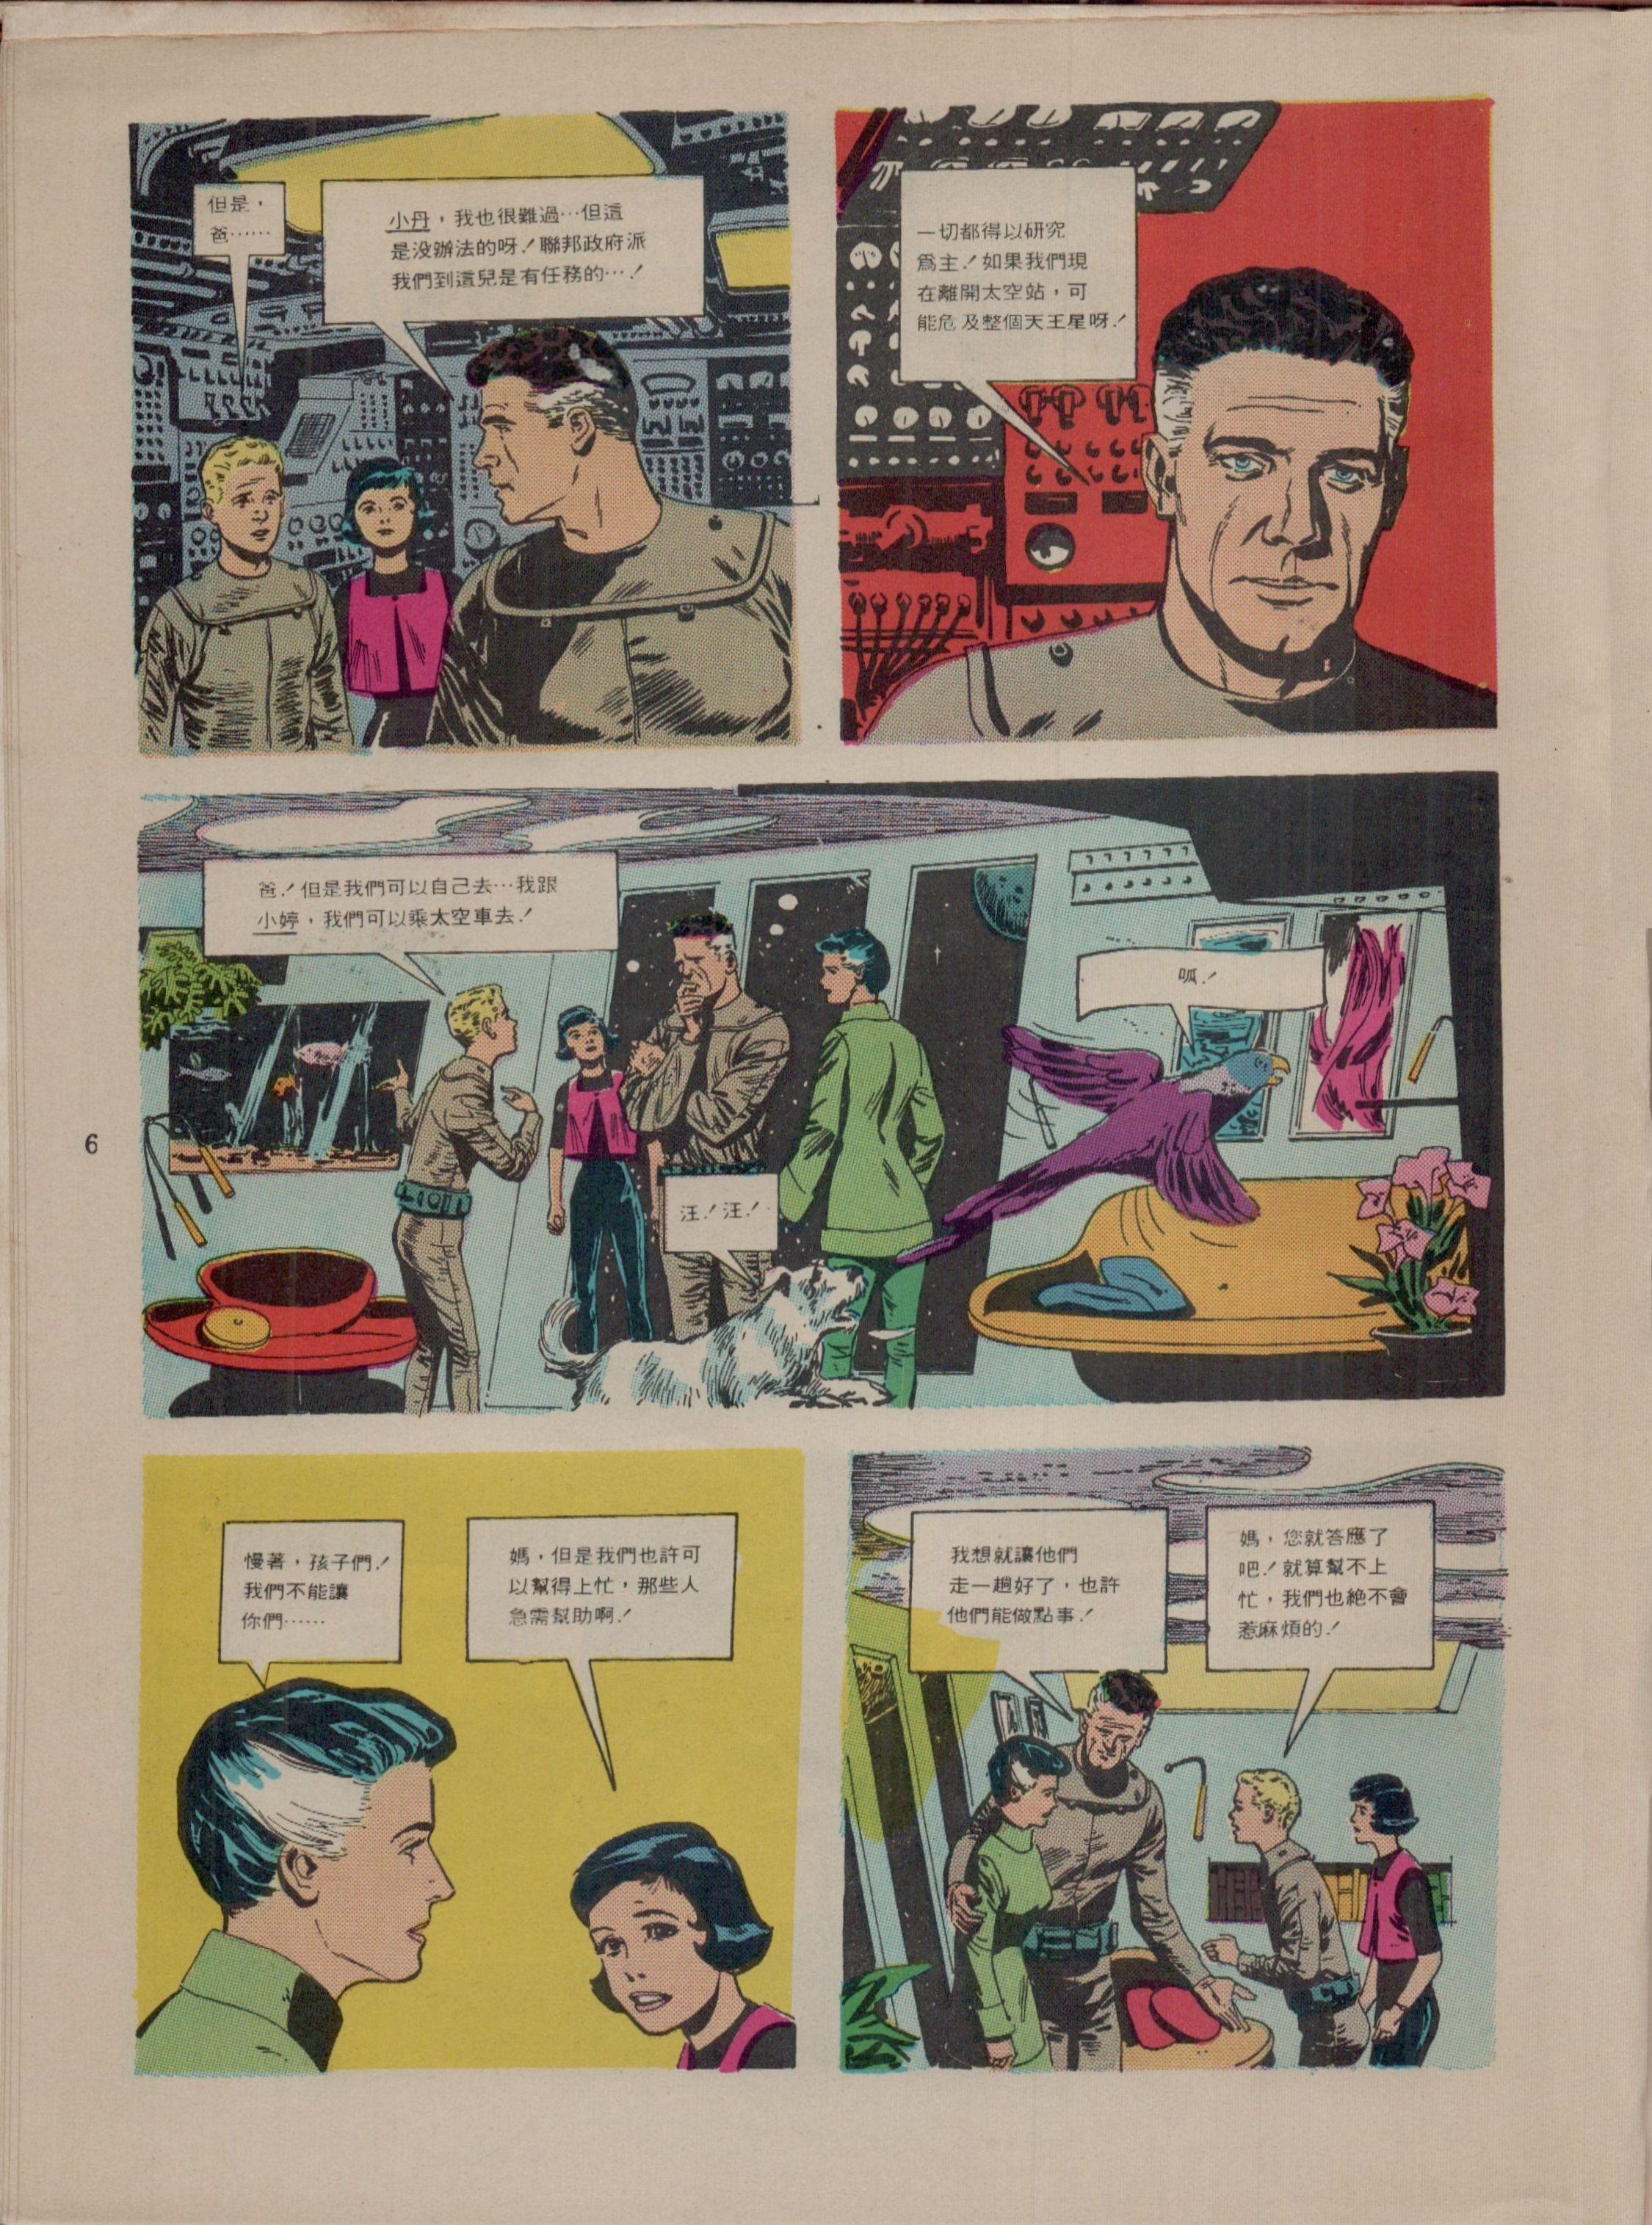 但是，
爸……
小丹，我也很難過…但這
是没辦法的呀！聯邦政府派
我們到這兒是有任務的…！
一切都得以研究
爲主！如果我們現
在離開太空站，可
能危及整個天王星呀！
爸！但是我們可以自己去…我跟
小婷，我們可以乘太空車去！
呱！
汪！汪！
6
慢著，孩子們！
我們不能讓
你們……
媽，但是我們也許可
以幫得上忙，那些人
急需幫助啊！
我想就讓他們
走一趟好了，也許
他們能做點事！
媽，您就答應了
吧！就算幫不上
忙，我們也絕不會
惹麻煩的！